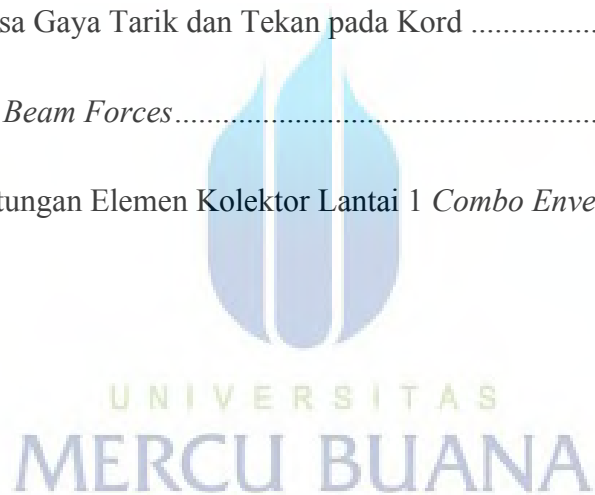 sa Gaya Tarik dan Tekan pada Kord ..................
Beam Forces............................................................
tungan Elemen Kolektor Lantai 1 Combo Enve
UNIVERSITAS
MERCU BUANA